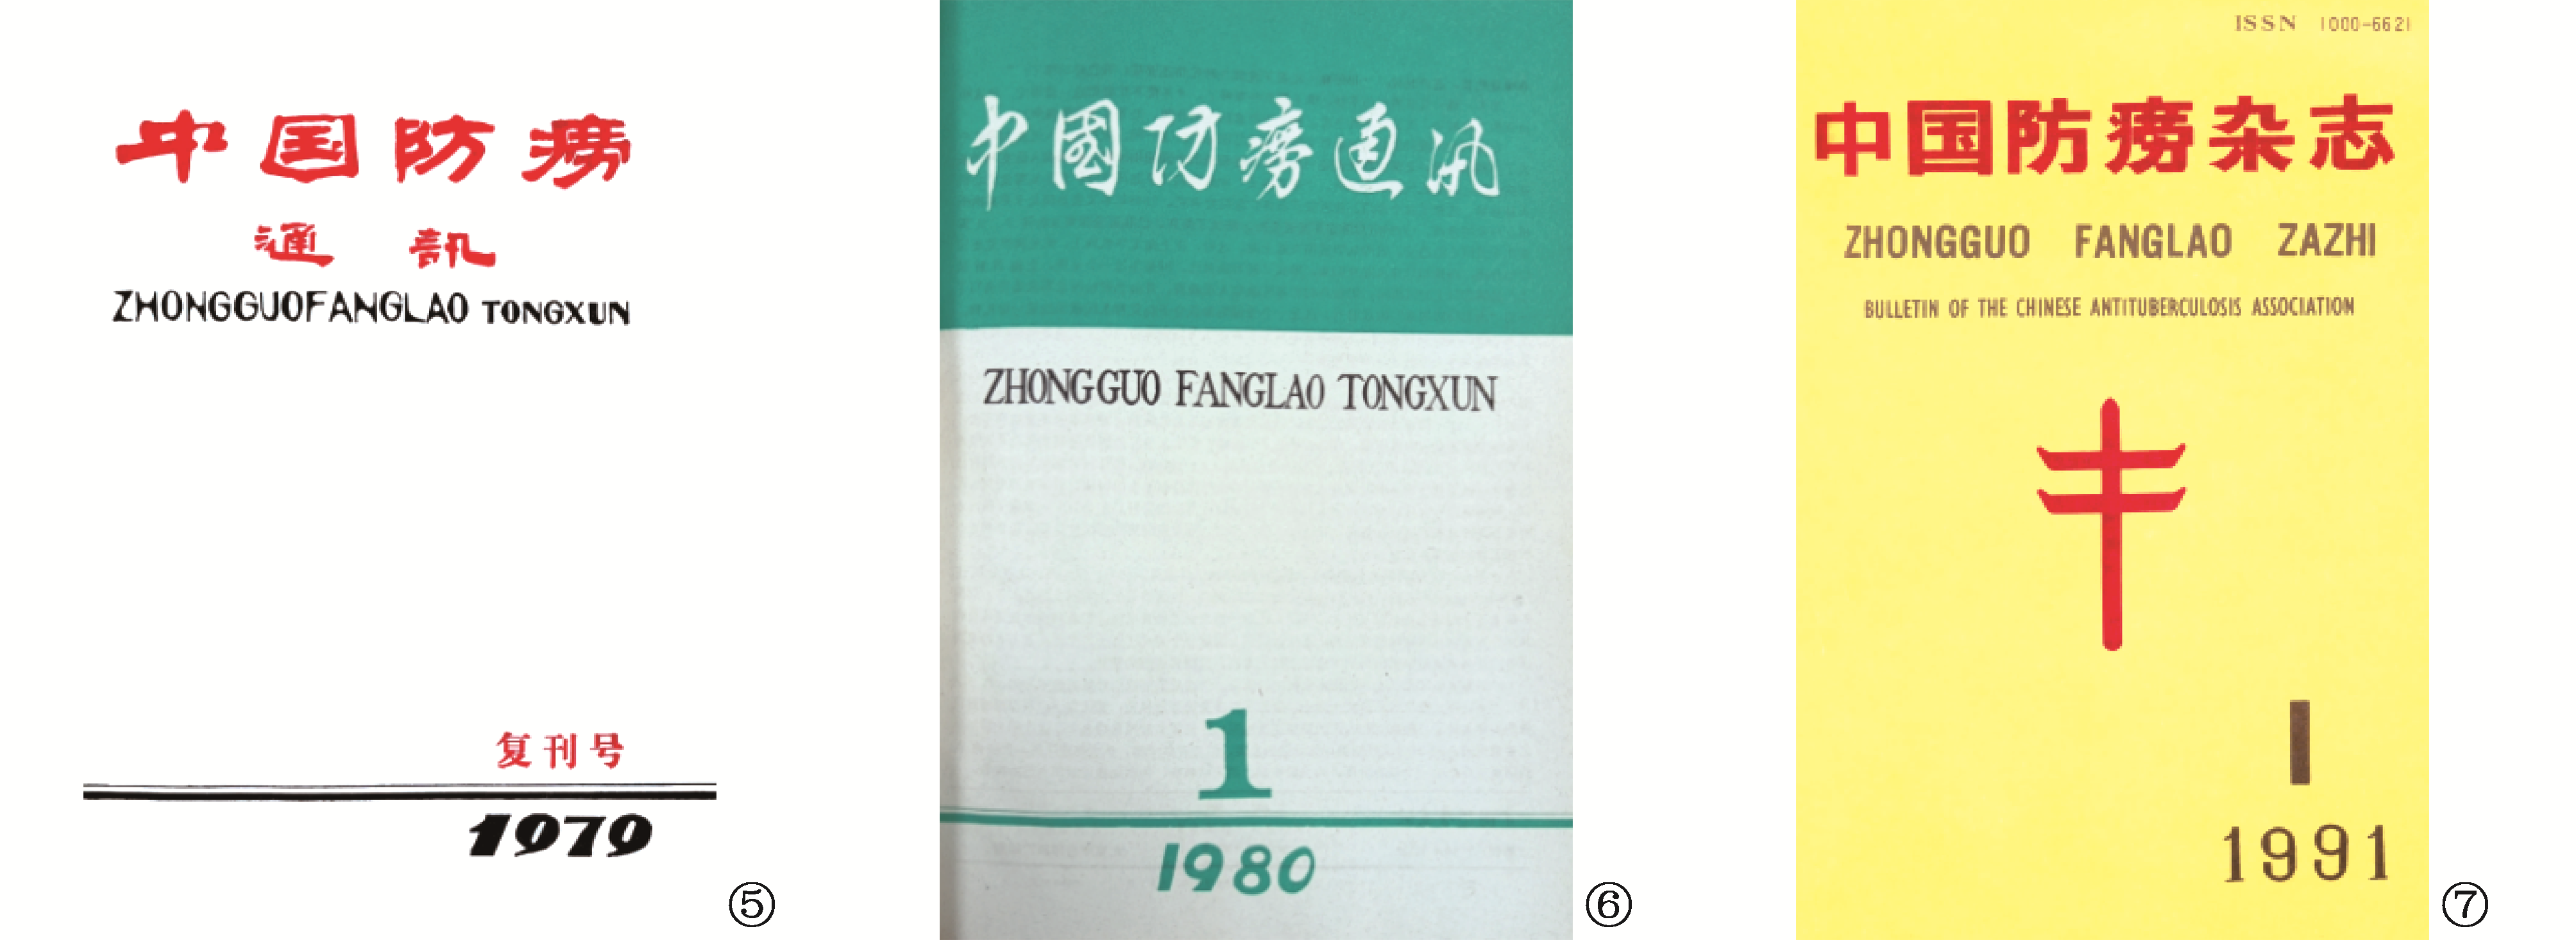 中国防痨
通訊
ZHONGGUOFANGLAO TONGXUN
复刊号
1979
⑤
中國防痨通訊
ZHONGGUO FANGLAO TONGXUN
1
1980
⑥
ISSN 1000-6621
中国防痨杂志
ZHONGGUO FANGLAO ZAZHI
BULLETIN OF THE CHINESE ANTITUBERCULOSIS ASSOCIATION
1
1991
⑦